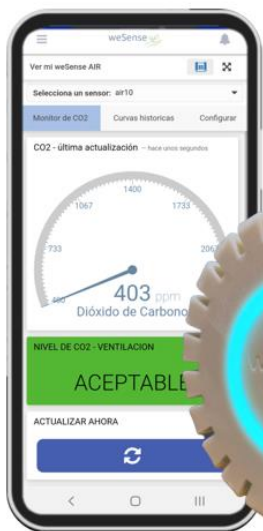 weSense
Ver mi weSense AIR
Selecciona un sensor: air10
Monitor de CO2 Curvas historicas Configurar
CO2 - última actualización – hace unos segundos
1400
1067 1733
733 2067
400
403 ppm
Dióxido de Carbono
NIVEL DE CO2 - VENTILACION
ACEPTABLE
ACTUALIZAR AHORA